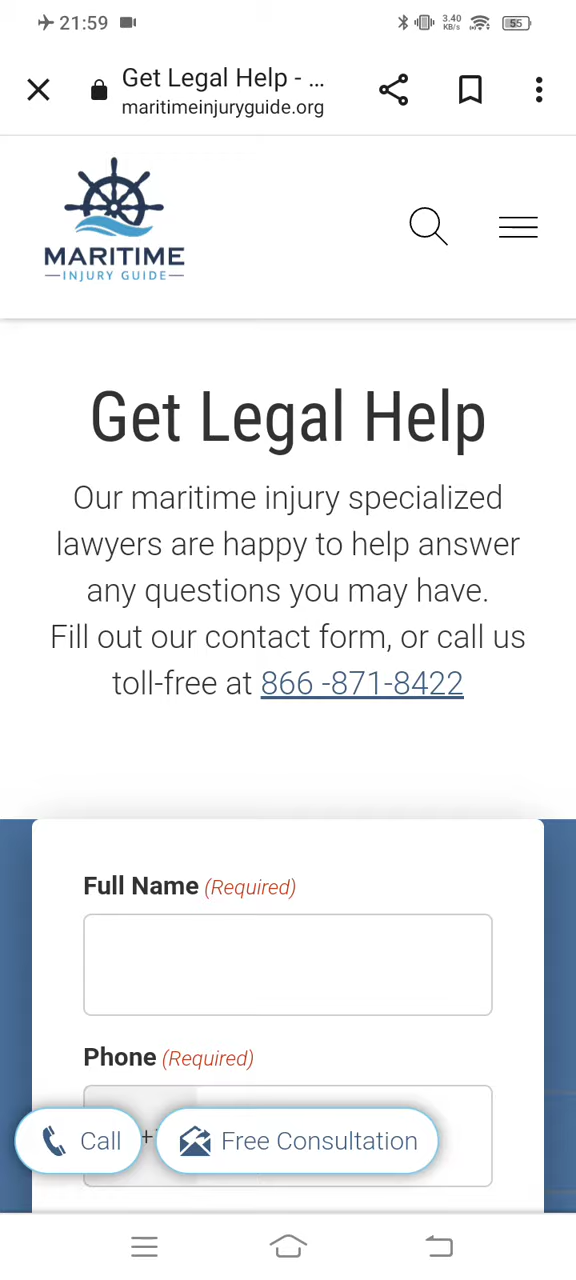 21:59
3.40
KB/s
55
Get Legal Help - ...
maritimeinjuryguide.org
MARITIME
INJURY GUIDE
Get Legal Help
Our maritime injury specialized
lawyers are happy to help answer
any questions you may have.
Fill out our contact form, or call us
toll-free at 866 -871-8422
Full Name (Required)
Phone (Required)
Call
+
Free Consultation